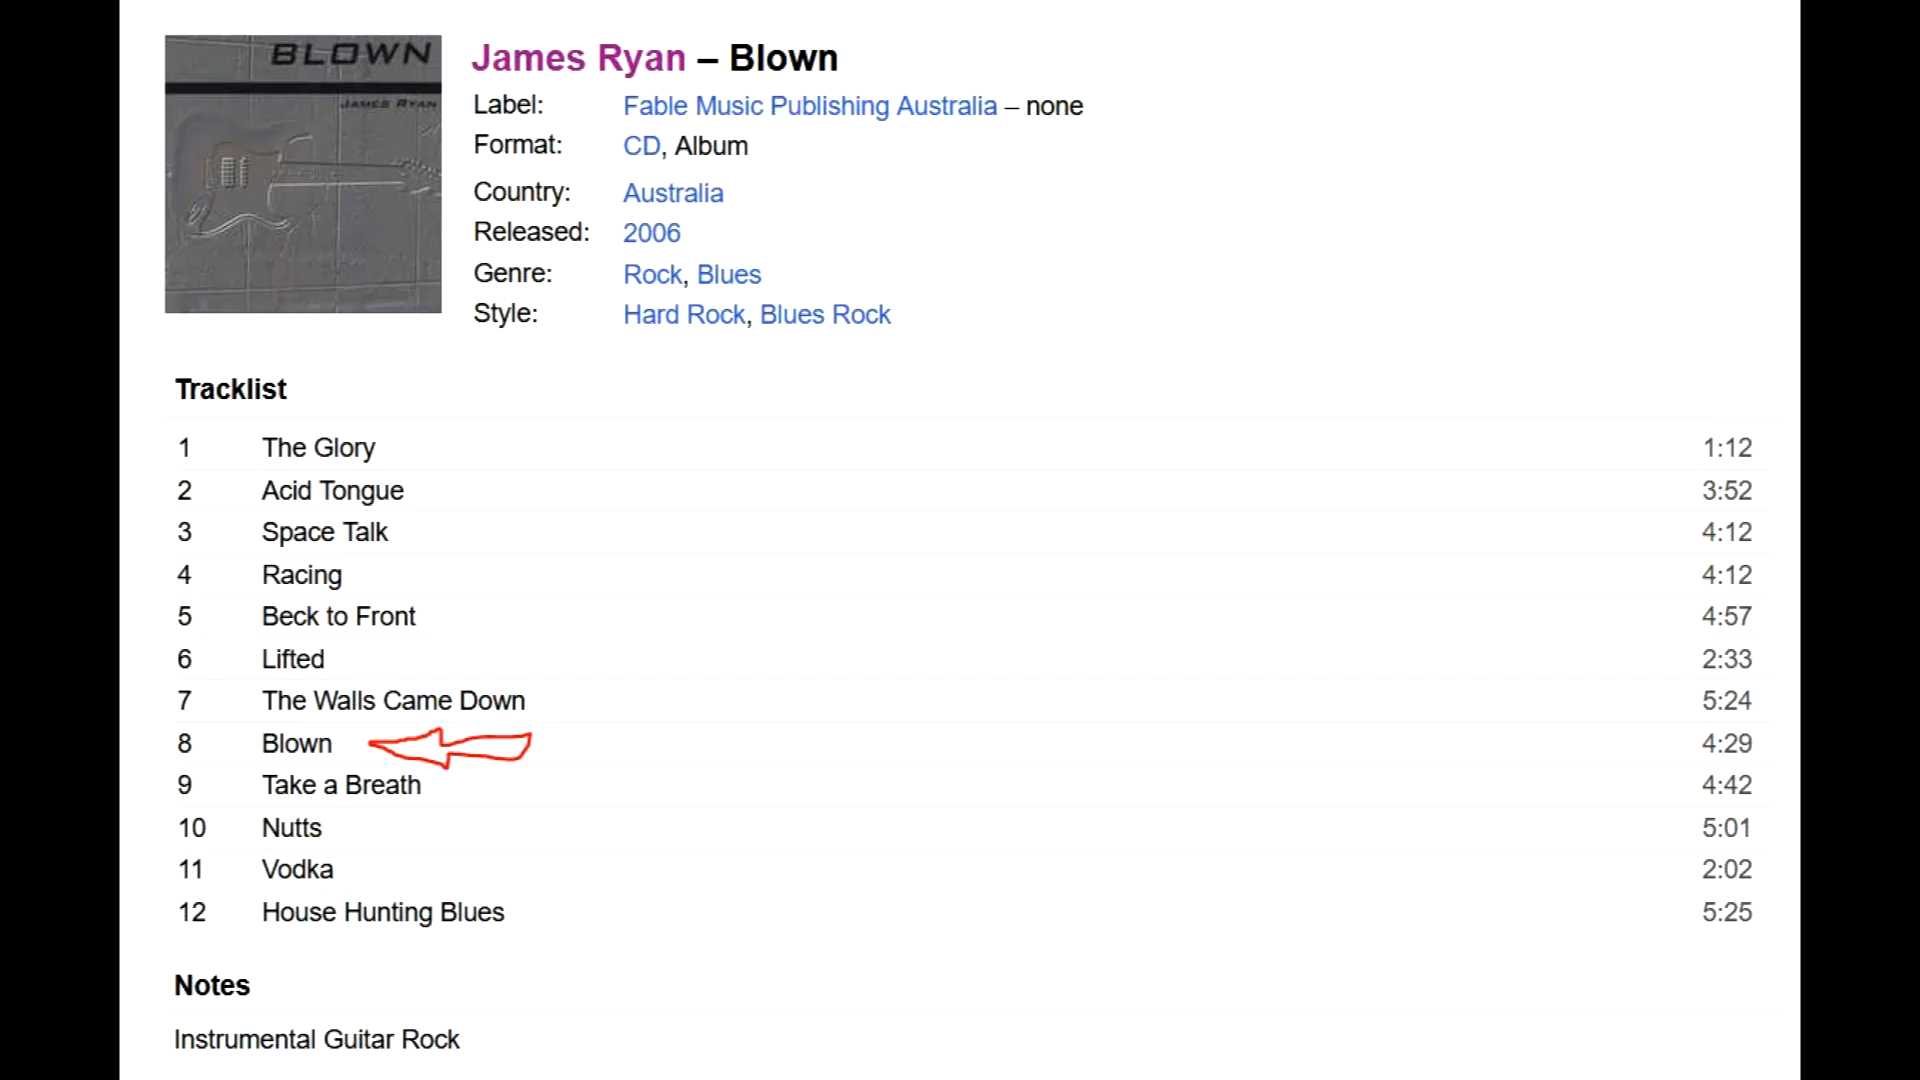 BLOWN
JAMES RYAN
James Ryan – Blown
Label: Fable Music Publishing Australia – none
Format: CD, Album
Country: Australia
Released: 2006
Genre: Rock, Blues
Style: Hard Rock, Blues Rock
Tracklist
1 The Glory 1:12
2 Acid Tongue 3:52
3 Space Talk 4:12
4 Racing 4:12
5 Beck to Front 4:57
6 Lifted 2:33
7 The Walls Came Down 5:24
8 Blown 4:29
9 Take a Breath 4:42
10 Nutts 5:01
11 Vodka 2:02
12 House Hunting Blues 5:25
Notes
Instrumental Guitar Rock